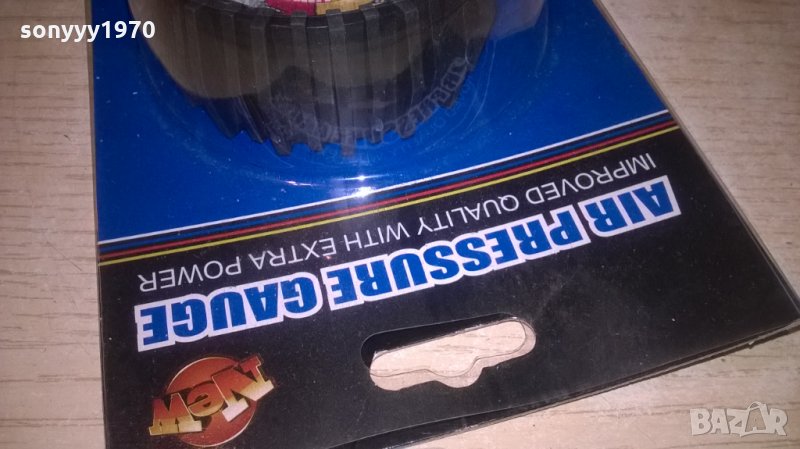 sonyyy1970
New
AIR PRESSURE GAUGE
IMPROVED QUALITY WITH EXTRA POWER
BAZAR